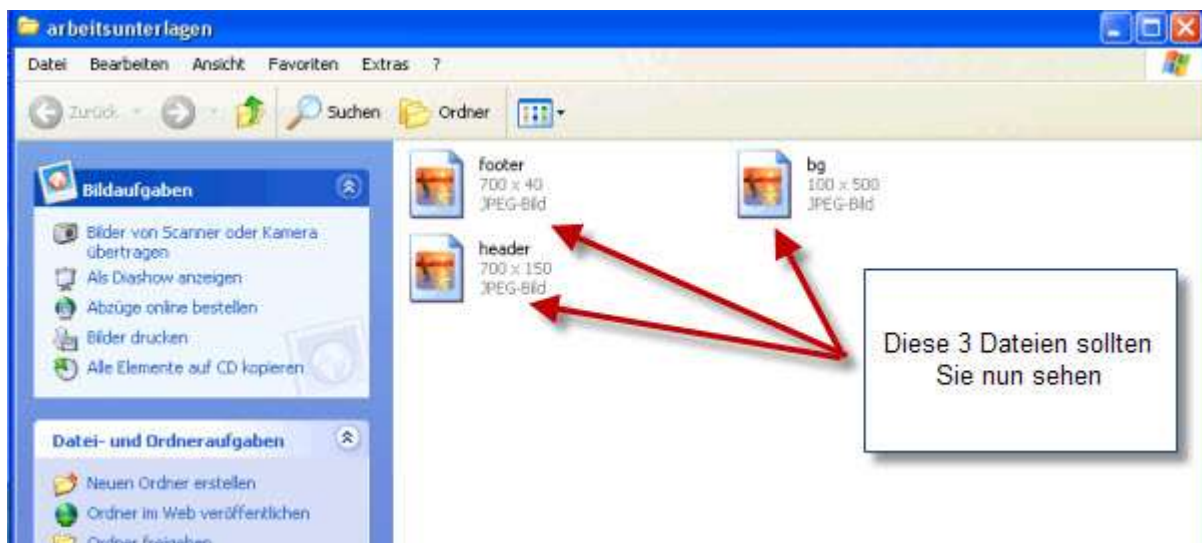 arbeitsunterlagen
Datei Bearbeiten Ansicht Favoriten Extras ?
Zurück Suchen Ordner
Bildaufgaben
Bilder von Scanner oder Kamera
übertragen
Als Diashow anzeigen
Abzüge online bestellen
Bilder drucken
Alle Elemente auf CD kopieren
Datei- und Ordneraufgaben
Neuen Ordner erstellen
Ordner im Web veröffentlichen
Ordner freigeben
footer
700 x 40
JPEG-Bild
bg
100 x 500
JPEG-Bild
header
700 x 150
JPEG-Bild
Diese 3 Dateien sollten
Sie nun sehen